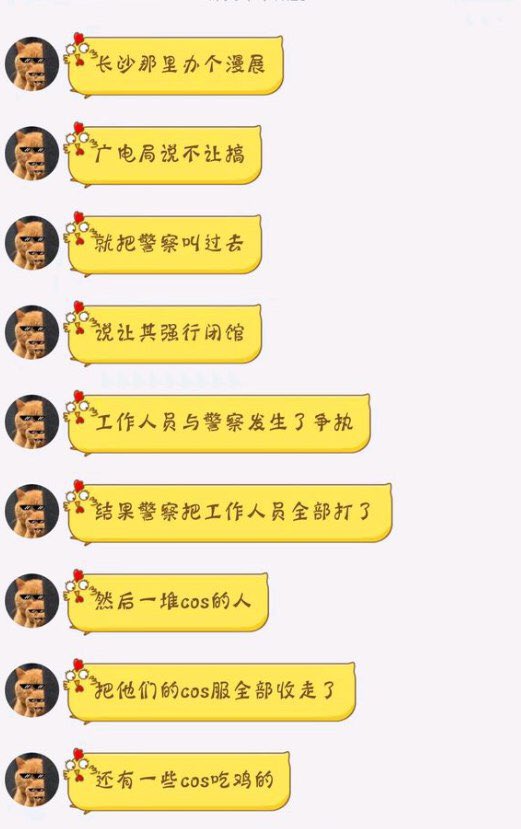 长沙那里办个漫展
广电局说不让搞
就把警察叫过去
说让其强行闭馆
工作人员与警察发生了争执
结果警察把工作人员全部打了
然后一堆cos的人
把他们的cos服全部收走了
还有一些cos吃鸡的